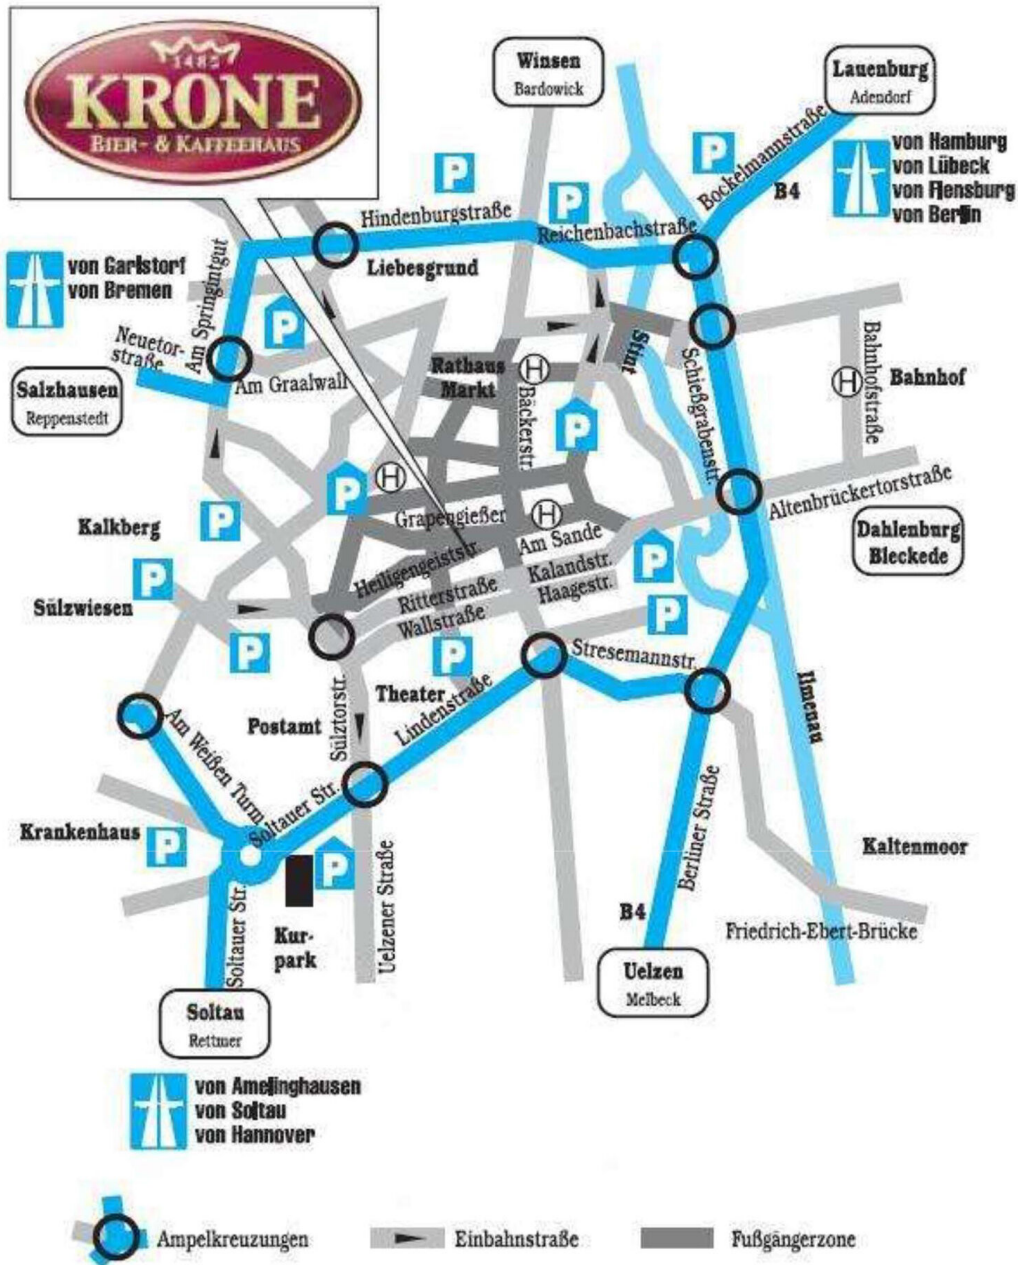 1485
KRONE
BIER- & KAFFEEHAUS
Winsen
Bardowick
Lauenburg
Adendorf
von Hamburg
von Lübeck
von Flensburg
von Berlin
P
P
P
Bockelmannstraße
B4
Hindenburgstraße
Reichenbachstraße
Liebesgrund
von Garlstorf
von Bremen
Am Springintgut
P
Neuetor-
straße
Salzhausen
Reppenstedt
Am Graalwall
Rathaus
Markt
H
Bäckerstr.
Stint
Schießgrabenstr.
Bahnhofstraße
H
Bahnhof
P
P
H
Kalkberg
P
Grapengießer
H
Am Sande
Altenbrückertorstraße
Dahlenburg
Bleckede
P
Sülzwiesen
P
Heiligengeiststr.
Ritterstraße
Wallstraße
Kalandstr.
Haagestr.
P
P
P
Stresemannstr.
Ilmenau
Theater
Lindenstraße
Postamt
Sülztorstr.
Am Weißen Turm
Soltauer Str.
Krankenhaus
P
P
Berliner Straße
Kaltenmoor
Soltauer Str.
Kur-
park
Uelzener Straße
B4
Friedrich-Ebert-Brücke
Uelzen
Melbeck
Soltau
Rettmer
von Amelinghausen
von Soltau
von Hannover
Ampelkreuzungen
Einbahnstraße
Fußgängerzone